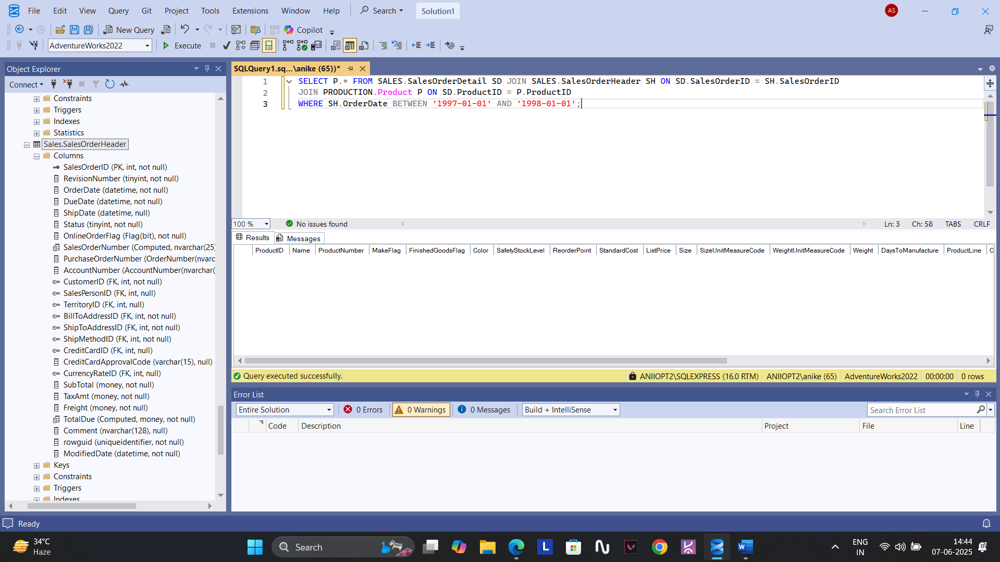 File Edit View Query Git Project Tools Extensions Window Help Search Solution1 AS
New Query Copilot
AdventureWorks2022 Execute
Object Explorer
Connect
Constraints
Triggers
Indexes
Statistics
Sales.SalesOrderHeader
Columns
SalesOrderID (PK, int, not null)
RevisionNumber (tinyint, not null)
OrderDate (datetime, not null)
DueDate (datetime, not null)
ShipDate (datetime, null)
Status (tinyint, not null)
OnlineOrderFlag (Flag(bit), not null)
SalesOrderNumber (Computed, nvarchar(25)
PurchaseOrderNumber (OrderNumber(nvarc
AccountNumber (AccountNumber(nvarchar(
CustomerID (FK, int, not null)
SalesPersonID (FK, int, null)
TerritoryID (FK, int, null)
BillToAddressID (FK, int, not null)
ShipToAddressID (FK, int, not null)
ShipMethodID (FK, int, not null)
CreditCardID (FK, int, null)
CreditCardApprovalCode (varchar(15), null)
CurrencyRateID (FK, int, null)
SubTotal (money, not null)
TaxAmt (money, not null)
Freight (money, not null)
TotalDue (Computed, money, not null)
Comment (nvarchar(128), null)
rowguid (uniqueidentifier, not null)
ModifiedDate (datetime, not null)
Keys
Constraints
Triggers
Indexes
SQLQuery1.sq...\anike (65))*
1 SELECT P.* FROM SALES.SalesOrderDetail SD JOIN SALES.SalesOrderHeader SH ON SD.SalesOrderID = SH.SalesOrderID
2 JOIN PRODUCTION.Product P ON SD.ProductID = P.ProductID
3 WHERE SH.OrderDate BETWEEN '1997-01-01' AND '1998-01-01';
100 % No issues found Ln: 3 Ch: 58 TABS CRLF
Results Messages
ProductID Name ProductNumber MakeFlag FinishedGoodsFlag Color SafetyStockLevel ReorderPoint StandardCost ListPrice Size SizeUnitMeasureCode WeightUnitMeasureCode Weight DaysToManufacture ProductLine C
Query executed successfully. ANIIOPT2\SQLEXPRESS (16.0 RTM) ANIIOPT2\anike (65) AdventureWorks2022 00:00:00 0 rows
Error List
Entire Solution 0 Errors 0 Warnings 0 Messages Build + IntelliSense Search Error List
Code Description Project File Line
Ready
34°C
Haze
Search
L
ENG
IN
14:44
07-06-2025